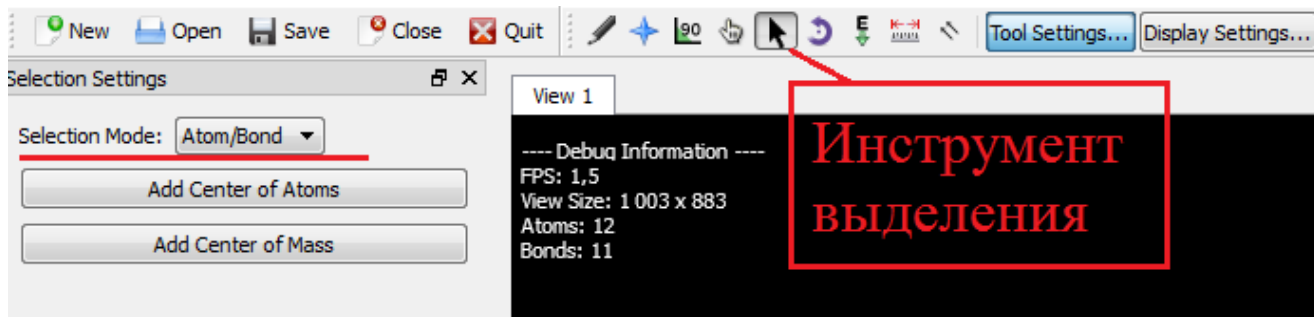 New Open Save Close Quit 90 E Tool Settings... Display Settings...
Selection Settings
View 1
Selection Mode: Atom/Bond
Add Center of Atoms
Add Center of Mass
---- Debug Information ----
FPS: 1,5
View Size: 1 003 x 883
Atoms: 12
Bonds: 11
Инструмент
выделения